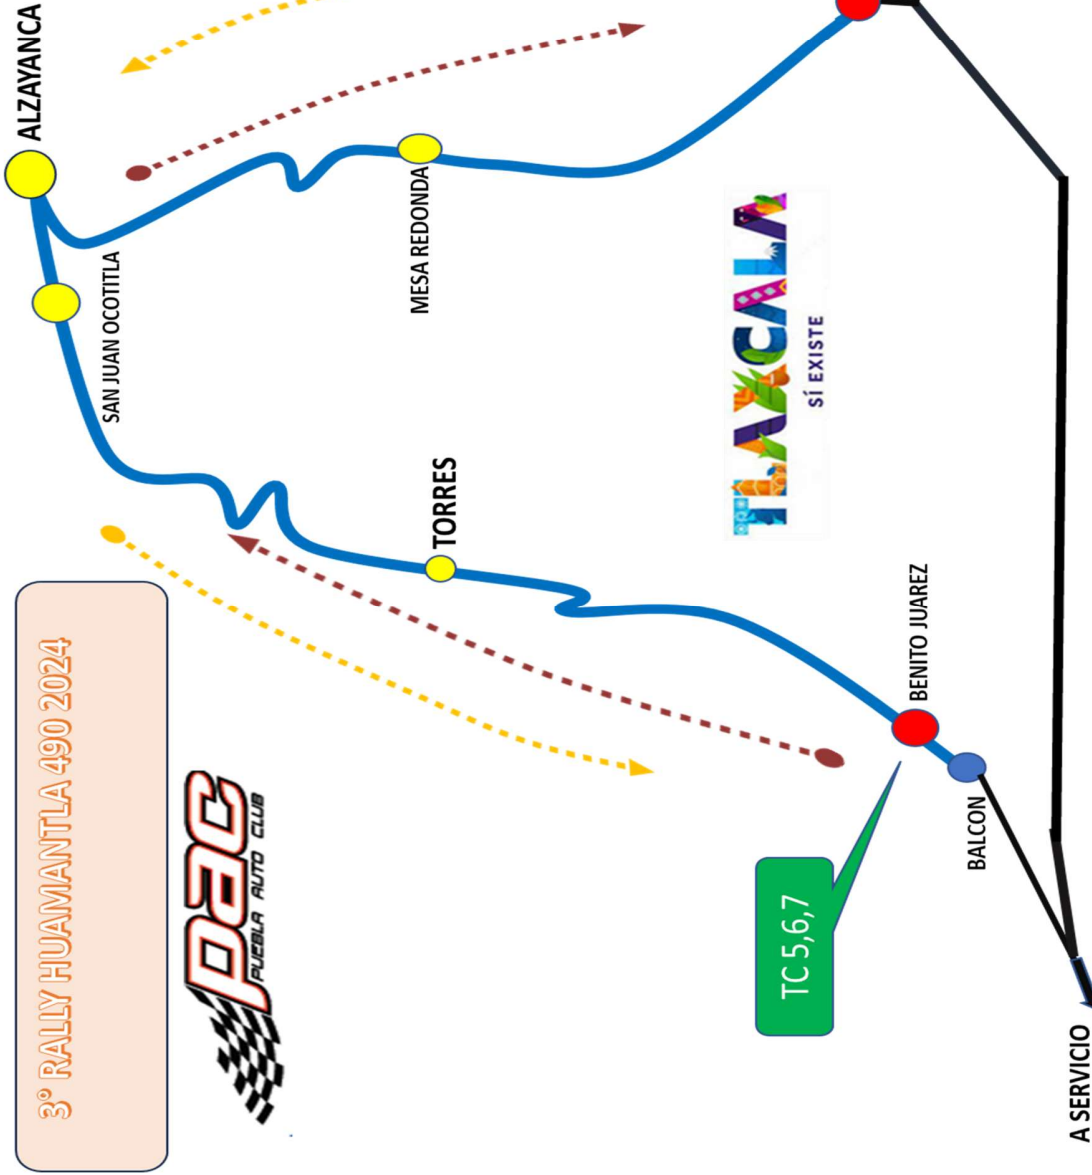 3° RALLY HUAMANTLA 490 2024
pac
PUEBLA AUTO CLUB
ALZAYANCA
SAN JUAN OCOTITLA
MESA REDONDA
TORRES
TLAXCALA
SÍ EXISTE
BENITO JUAREZ
TC 5,6,7
BALCON
A SERVICIO